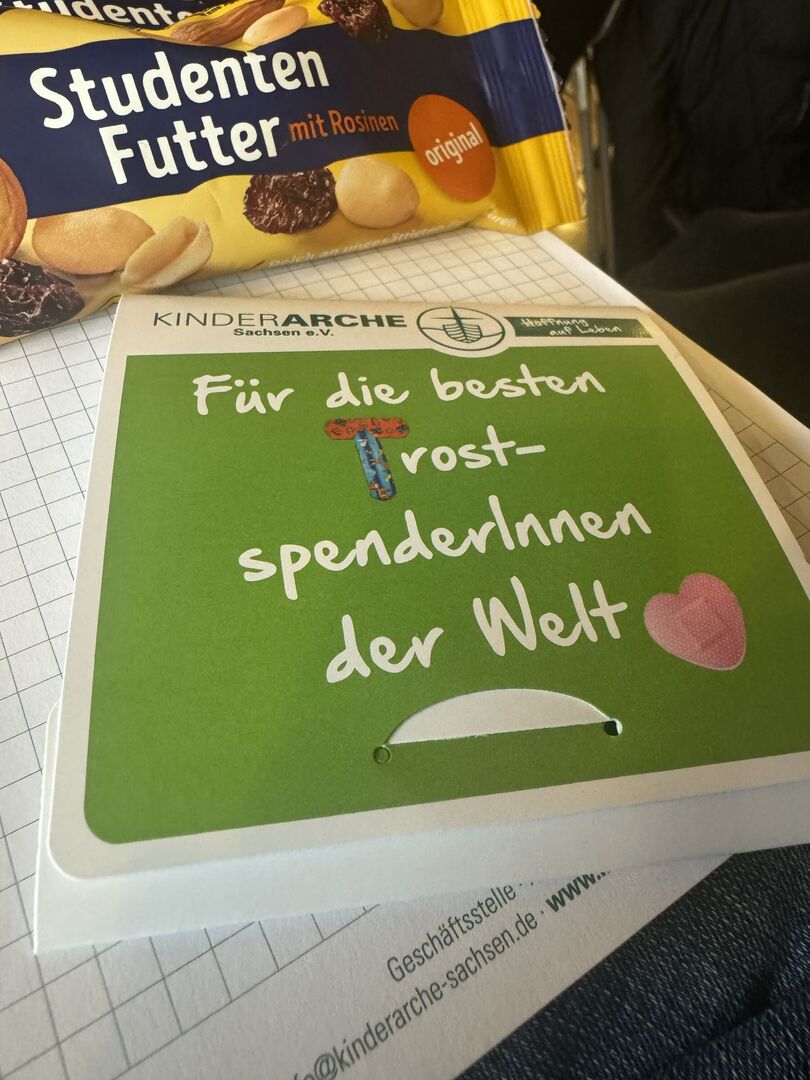 Studenten
Futter mit Rosinen
original
KINDERARCHE
Sachsen e.V.
Hoffnung
auf Leben
Für die besten
Trost-
spenderInnen
der Welt
Geschäftsstelle ·
@kinderarche-sachsen.de · www.